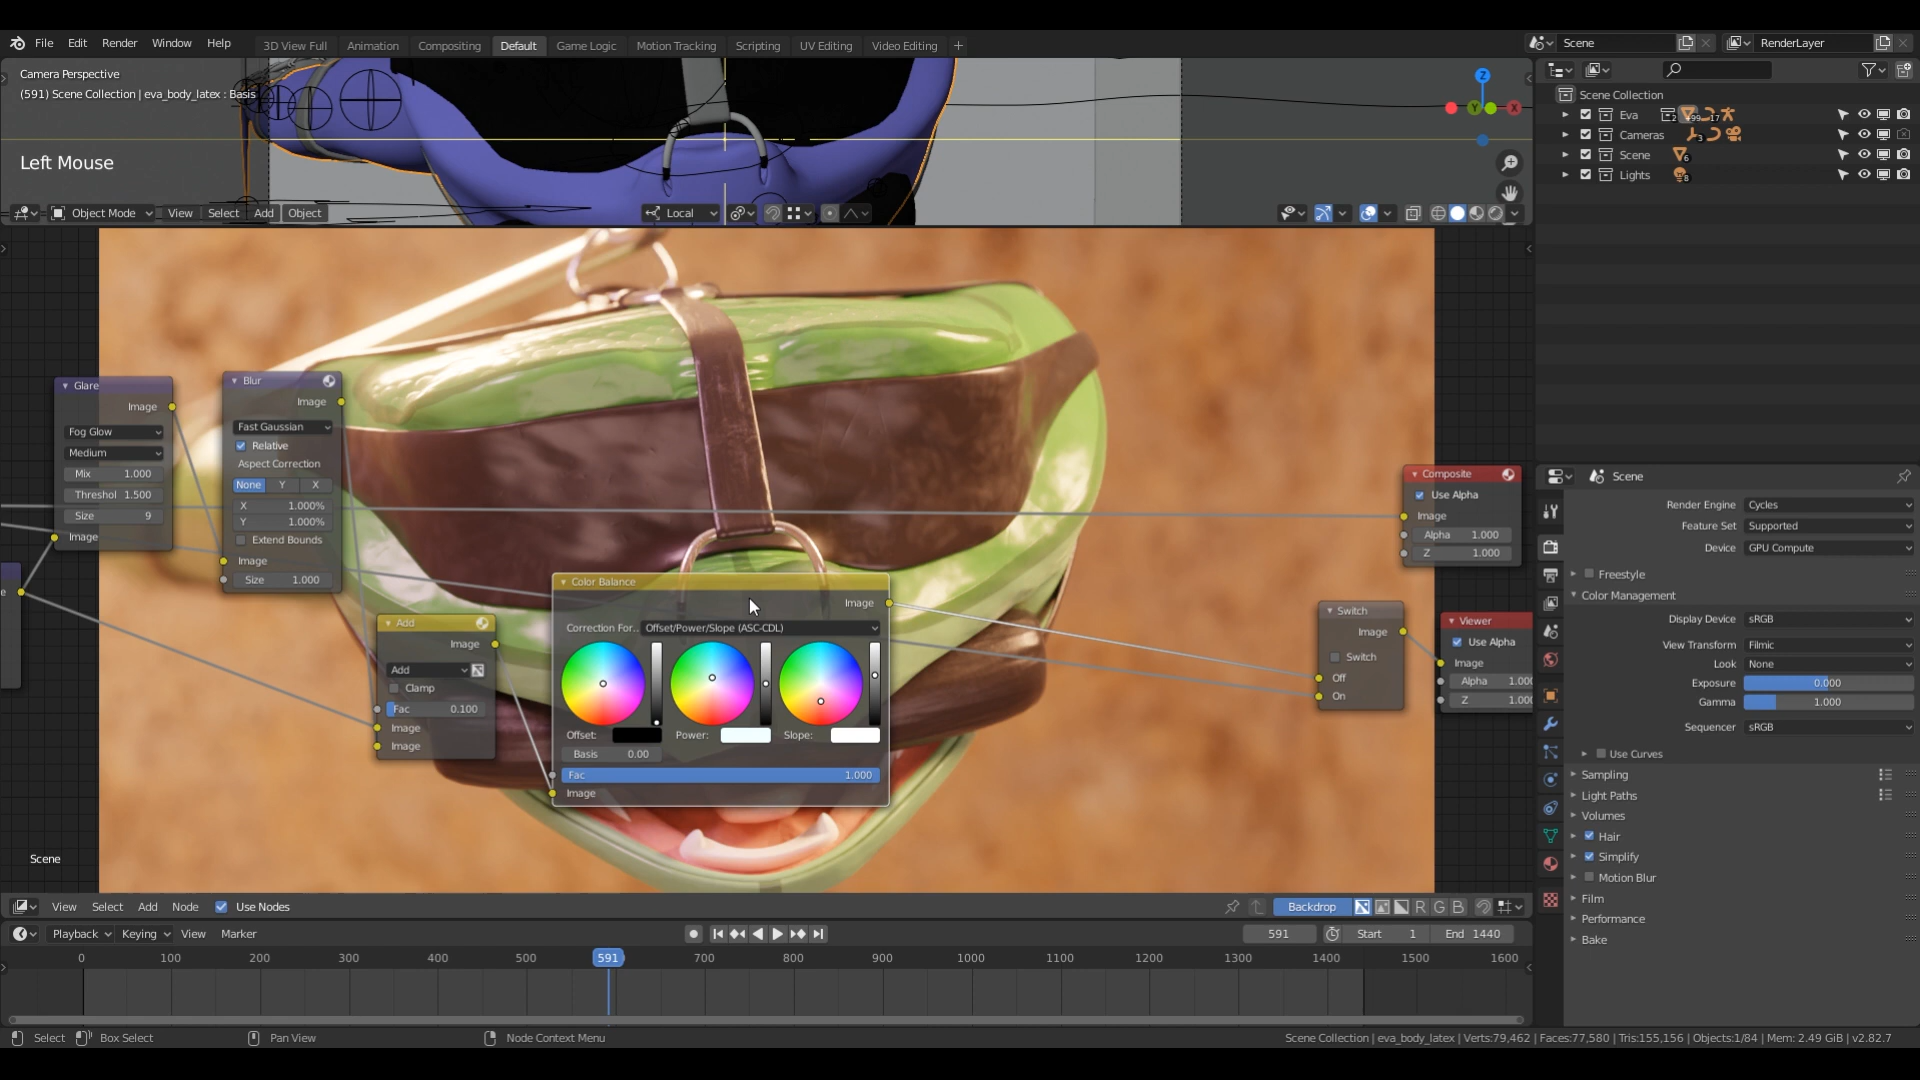 File Edit Render Window Help
3D View Full Animation Compositing Default Game Logic Motion Tracking Scripting UV Editing Video Editing +
Scene
RenderLayer
Camera Perspective
(591) Scene Collection | eva_body_latex : Basis
Left Mouse
Z
Y
X
Object Mode View Select Add Object
Local
Scene Collection
Eva 2 +99 17
Cameras 3
Scene 6
Lights 8
Glare
Image
Fog Glow
Medium
Mix 1.000
Threshol 1.500
Size 9
Image
Blur
Image
Fast Gaussian
Relative
Aspect Correction
None Y X
X 1.000%
Y 1.000%
Extend Bounds
Image
Size 1.000
e
Add
Image
Add
Clamp
Fac 0.100
Image
Image
Color Balance
Image
Correction For.. Offset/Power/Slope (ASC-CDL)
Offset: Power: Slope:
Basis 0.00
Fac 1.000
Image
Composite
Use Alpha
Image
Alpha 1.000
Z 1.000
Switch
Image
Switch
Off
On
Viewer
Use Alpha
Image
Alpha 1.00
Z 1.00
Scene
View Select Add Node Use Nodes
Backdrop R G B
Playback Keying View Marker
591 Start 1 End 1440
0 100 200 300 400 500 591 700 800 900 1000 1100 1200 1300 1400 1500 1600
Scene
Render Engine Cycles
Feature Set Supported
Device GPU Compute
Freestyle
Color Management
Display Device sRGB
View Transform Filmic
Look None
Exposure 0.000
Gamma 1.000
Sequencer sRGB
Use Curves
Sampling
Light Paths
Volumes
Hair
Simplify
Motion Blur
Film
Performance
Bake
Select Box Select Pan View Node Context Menu
Scene Collection | eva_body_latex | Verts:79,462 | Faces:77,580 | Tris:155,156 | Objects:1/84 | Mem: 2.49 GiB | v2.82.7